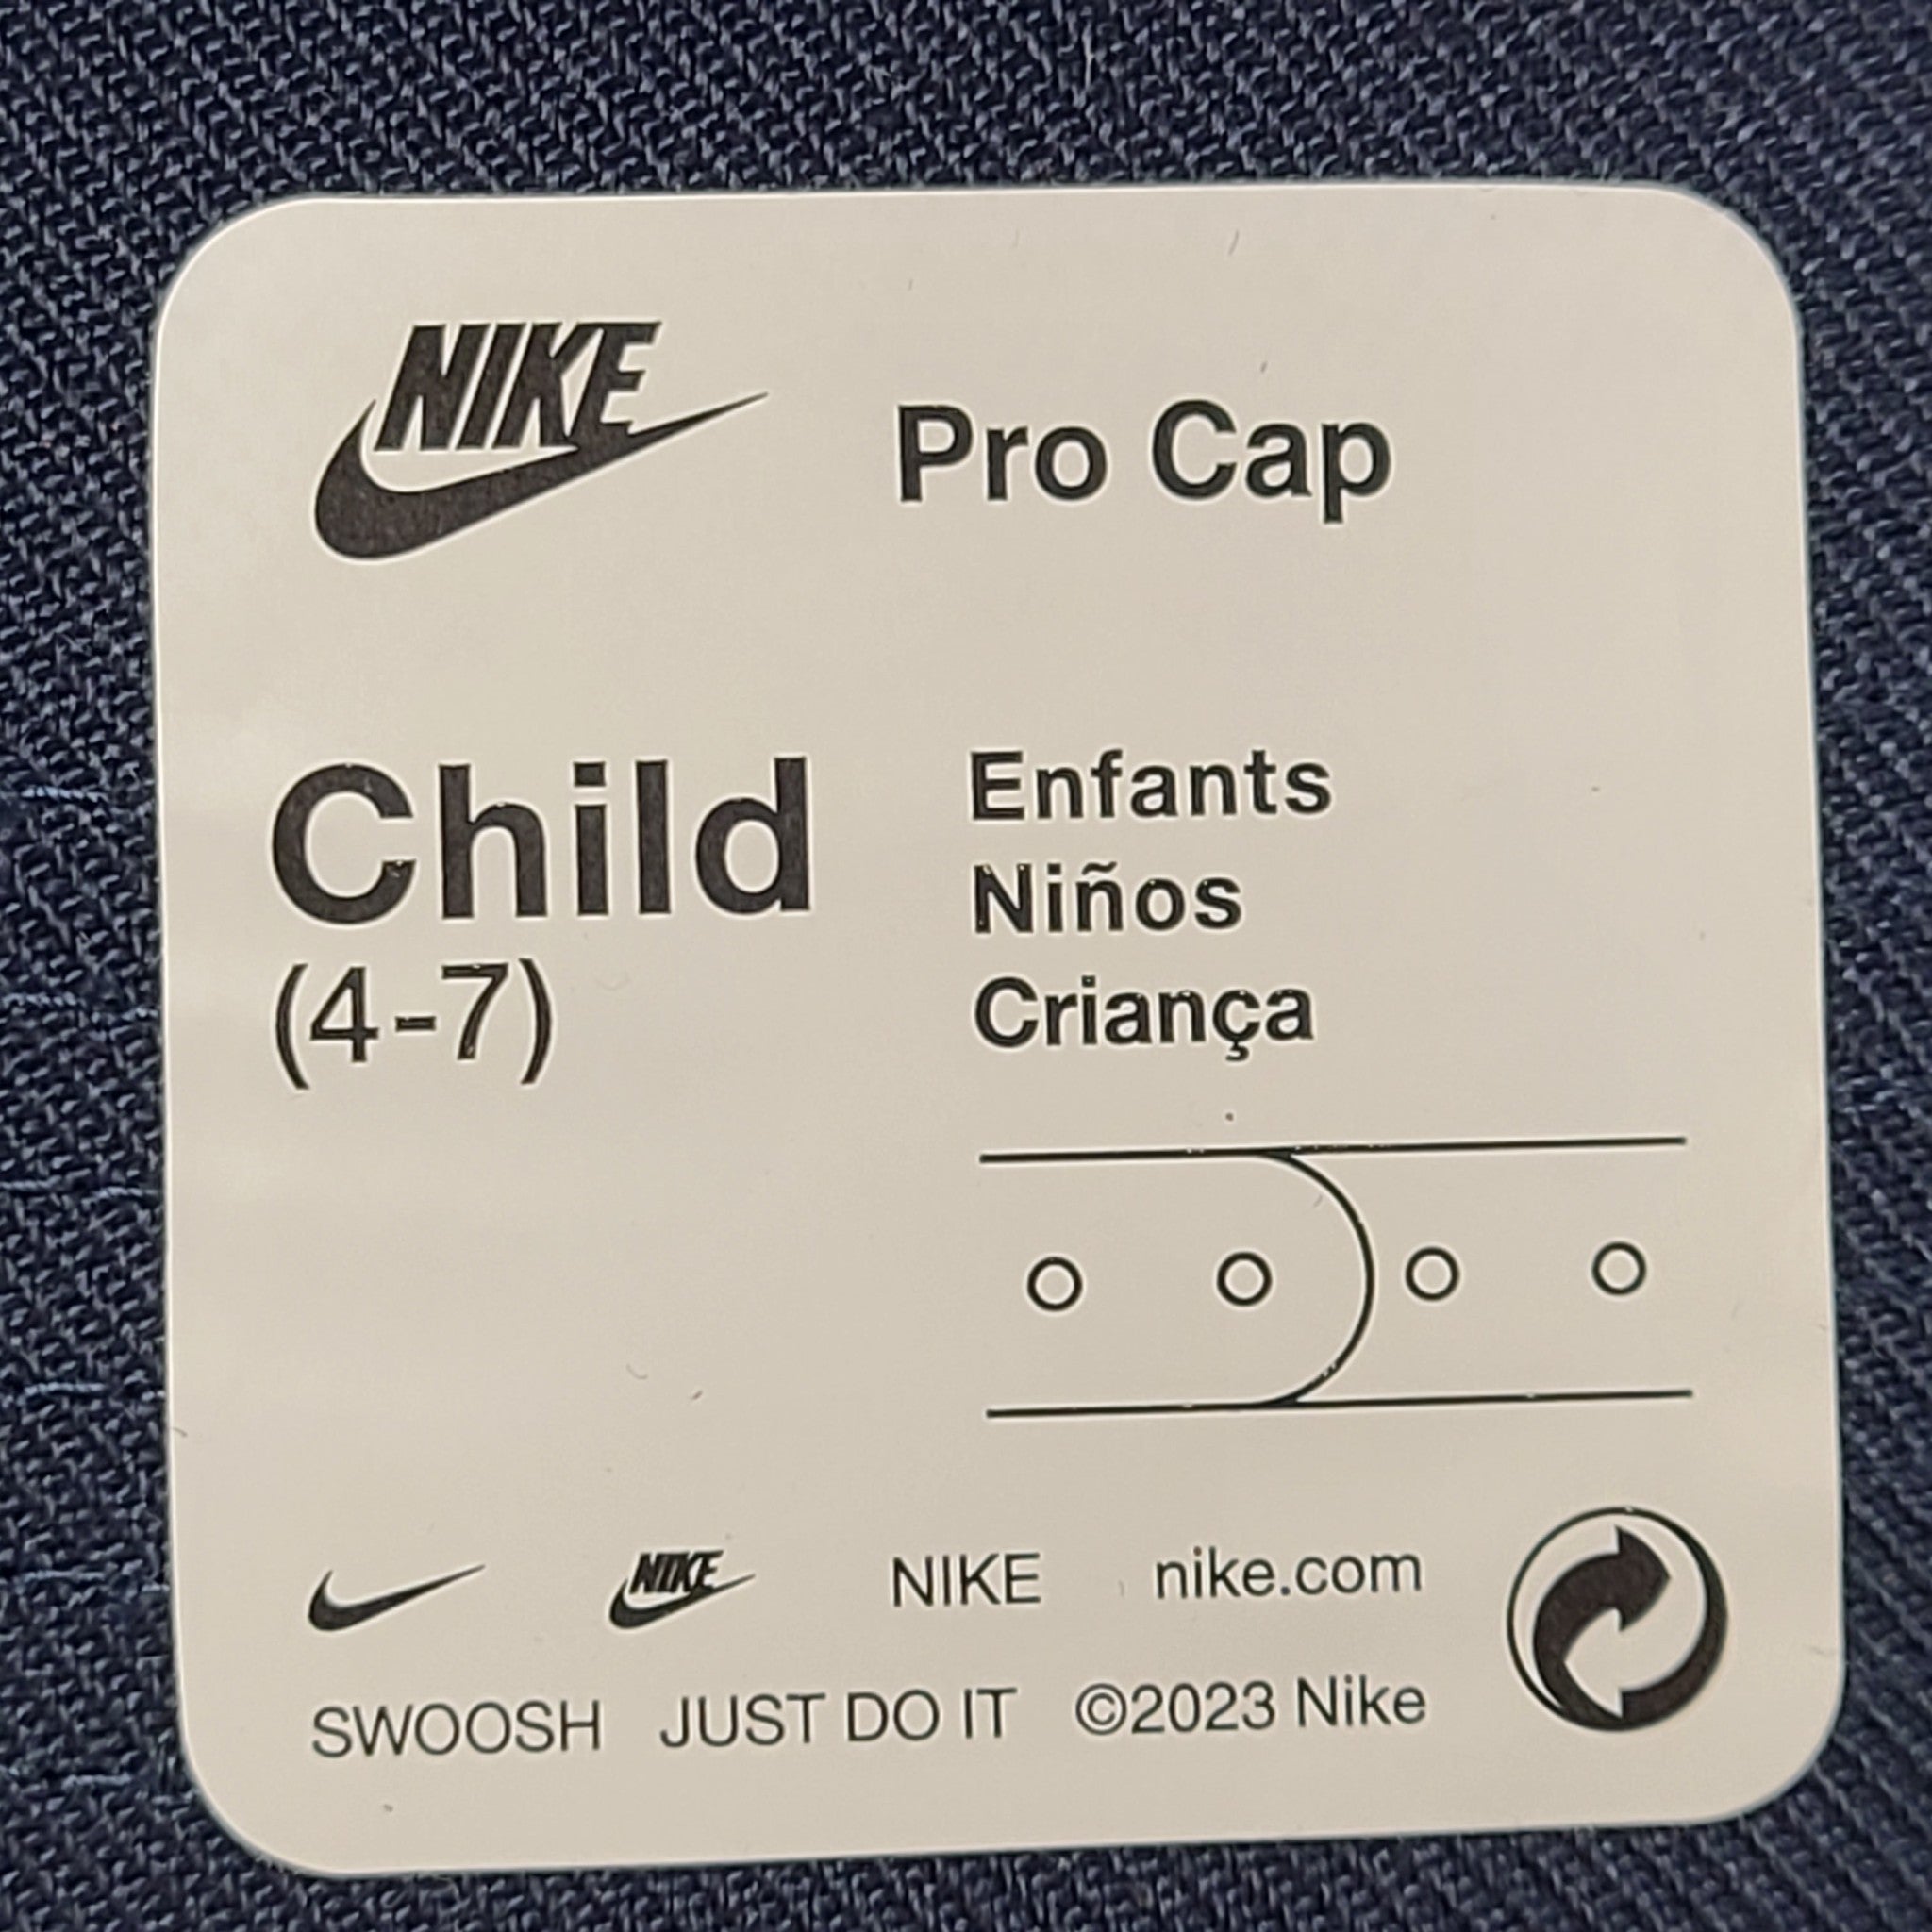 NIKE Pro Cap
Child
(4-7)
Enfants
Niños
Criança
NIKE NIKE nike.com
SWOOSH JUST DO IT ©2023 Nike